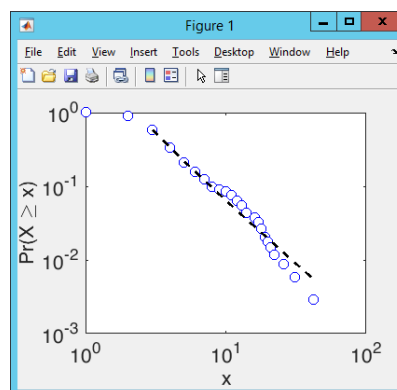 Figure 1
File Edit View Insert Tools Desktop Window Help
10^0
10^-1
10^-2
10^-3
Pr(X ≥ x)
10^0 10^1 10^2
x